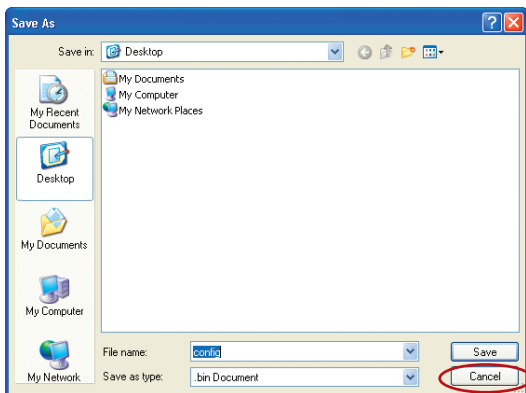 Save As
Save in:
Desktop
My Recent
Documents
Desktop
My Documents
My Computer
My Network
My Documents
My Computer
My Network Places
File name:
config
Save
Save as type:
.bin Document
Cancel